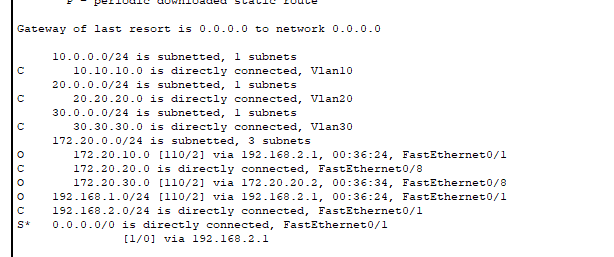 P - periodic downloaded static route
Gateway of last resort is 0.0.0.0 to network 0.0.0.0
10.0.0.0/24 is subnetted, 1 subnets
C 10.10.10.0 is directly connected, Vlan10
20.0.0.0/24 is subnetted, 1 subnets
C 20.20.20.0 is directly connected, Vlan20
30.0.0.0/24 is subnetted, 1 subnets
C 30.30.30.0 is directly connected, Vlan30
172.20.0.0/24 is subnetted, 3 subnets
O 172.20.10.0 [110/2] via 192.168.2.1, 00:36:24, FastEthernet0/1
C 172.20.20.0 is directly connected, FastEthernet0/8
O 172.20.30.0 [110/2] via 172.20.20.2, 00:36:34, FastEthernet0/8
O 192.168.1.0/24 [110/2] via 192.168.2.1, 00:36:24, FastEthernet0/1
C 192.168.2.0/24 is directly connected, FastEthernet0/1
S* 0.0.0.0/0 is directly connected, FastEthernet0/1
[1/0] via 192.168.2.1